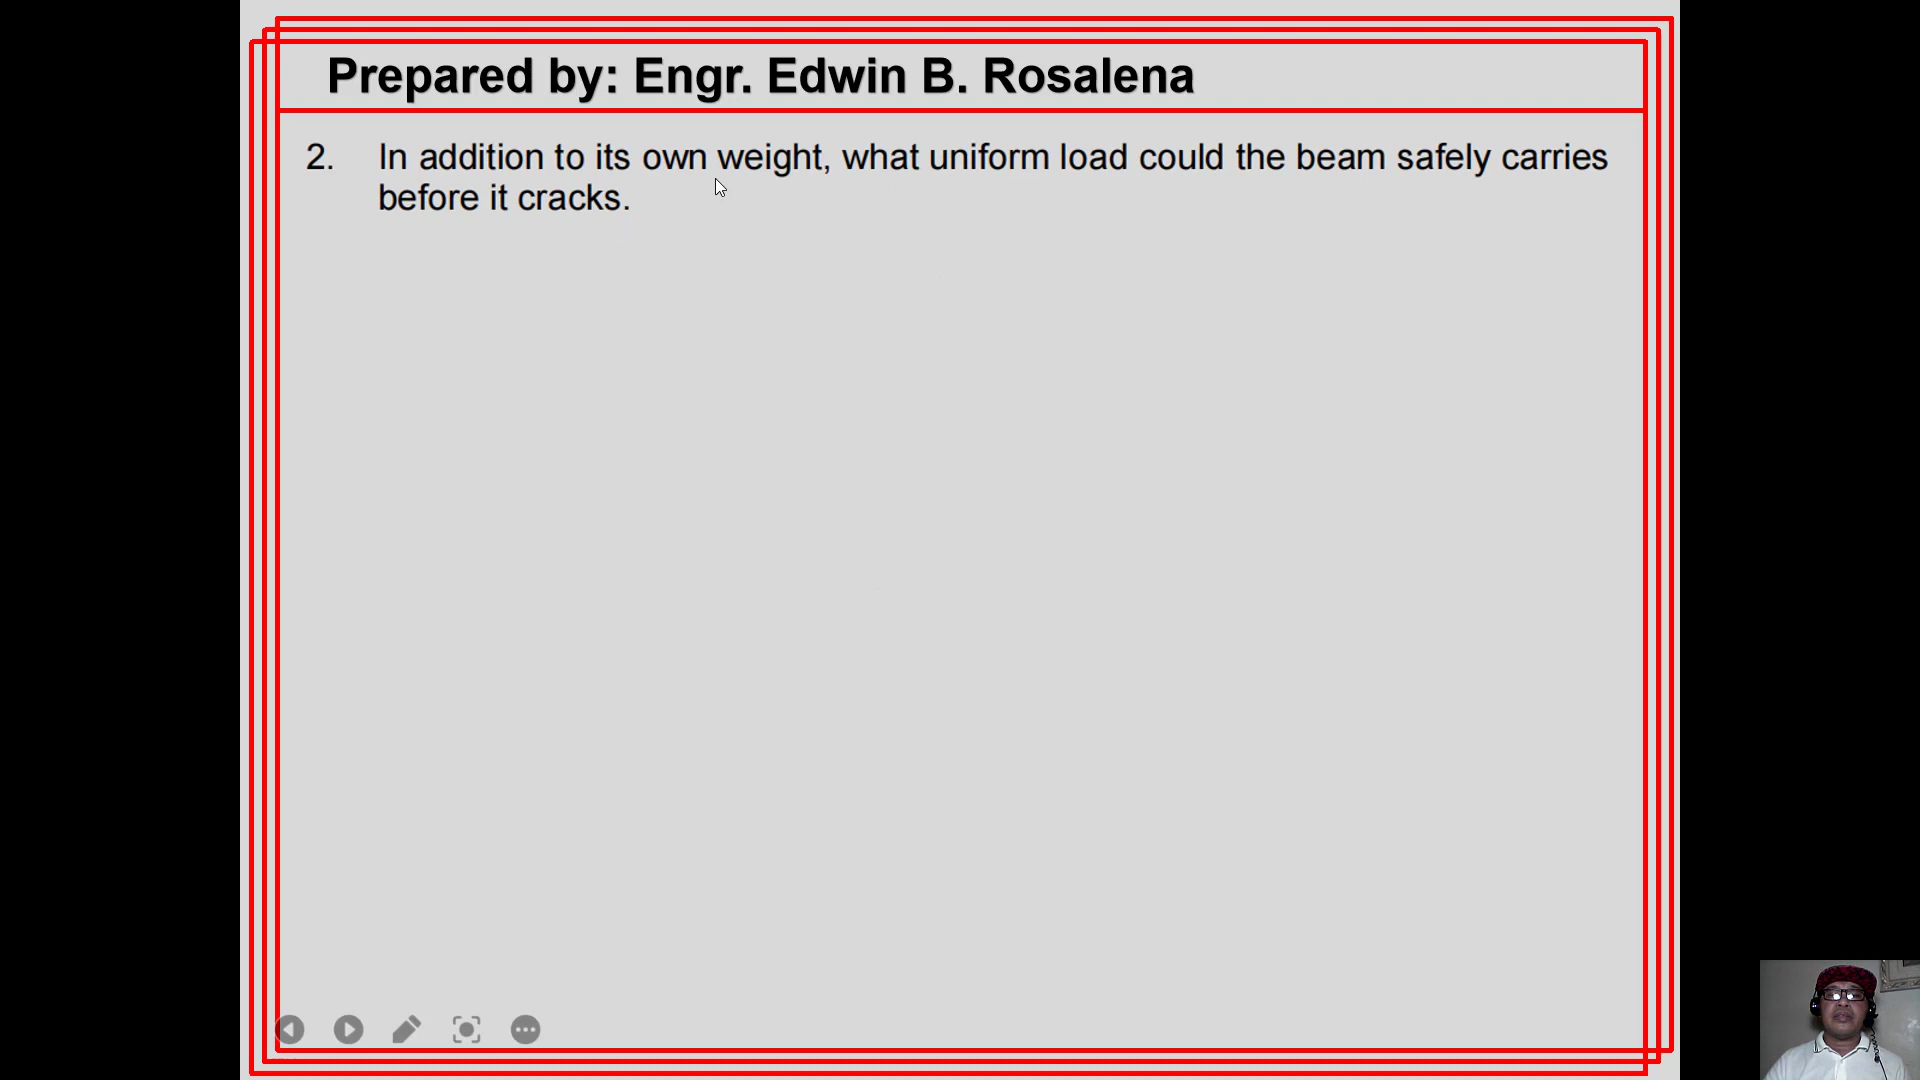 Prepared by: Engr. Edwin B. Rosalena
2. In addition to its own weight, what uniform load could the beam safely carries
before it cracks.